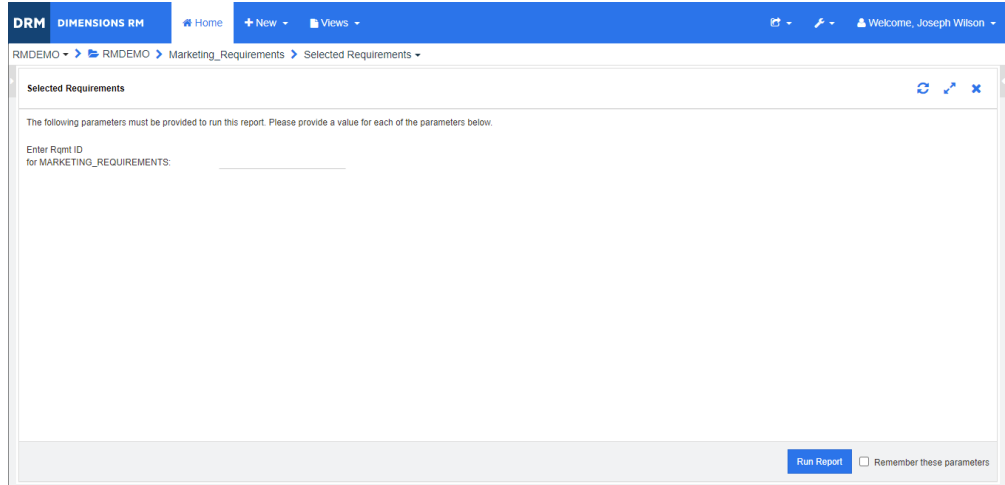 DRM DIMENSIONS RM Home New Views Welcome, Joseph Wilson
RMDEMO RMDEMO Marketing_Requirements Selected Requirements
Selected Requirements
The following parameters must be provided to run this report. Please provide a value for each of the parameters below.
Enter Rqmt ID
for MARKETING_REQUIREMENTS:
Run Report Remember these parameters